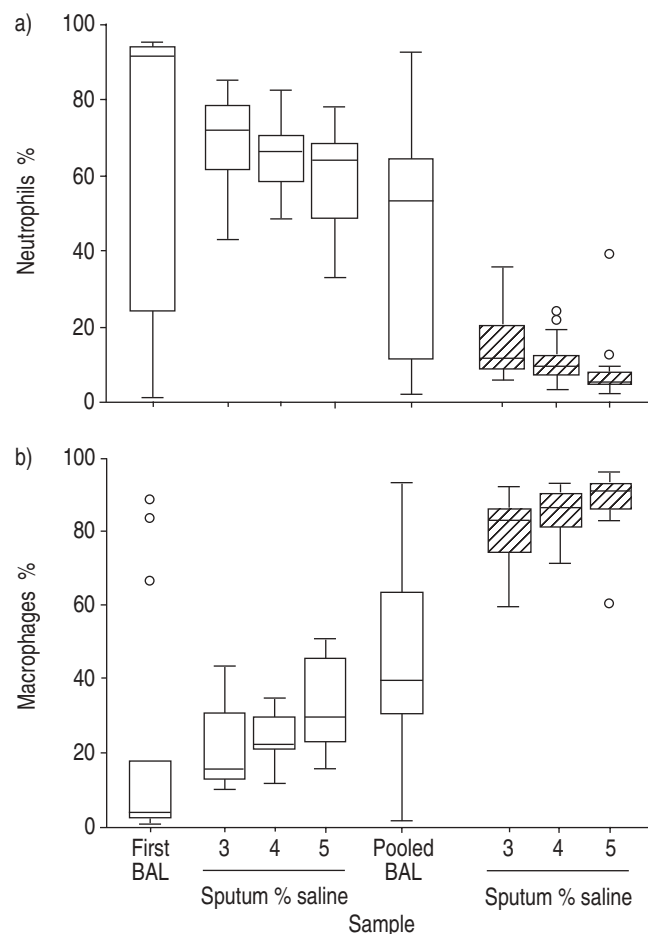 a)
100
80
60
40
20
0
Neutrophils %
b)
100
80
60
40
20
0
Macrophages %
First BAL
3 4 5
Sputum % saline
Pooled BAL
3 4 5
Sputum % saline
Sample